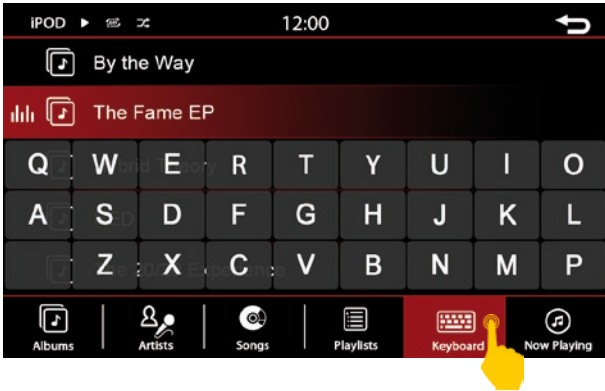 iPOD 12:00
By the Way
The Fame EP
Q W E R T Y U I O
A S D F G H J K L
Z X C V B N M P
Albums Artists Songs Playlists Keyboard Now Playing